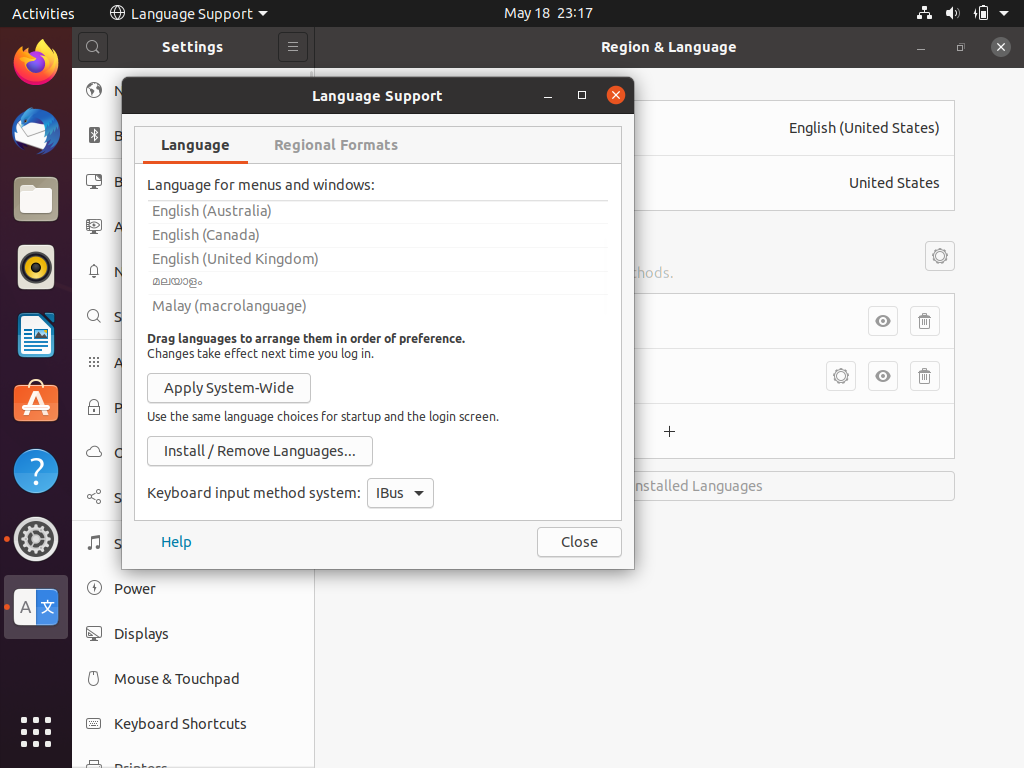 Activities
Language Support
May 18 23:17
Settings
Region & Language
Language Support
Language
Regional Formats
Language for menus and windows:
English (Australia)
English (Canada)
English (United Kingdom)
മലയാളം
Malay (macrolanguage)
Drag languages to arrange them in order of preference.
Changes take effect next time you log in.
Apply System-Wide
Use the same language choices for startup and the login screen.
Install / Remove Languages...
Keyboard input method system: IBus
Help
Close
English (United States)
United States
Installed Languages
Power
Displays
Mouse & Touchpad
Keyboard Shortcuts
Printers